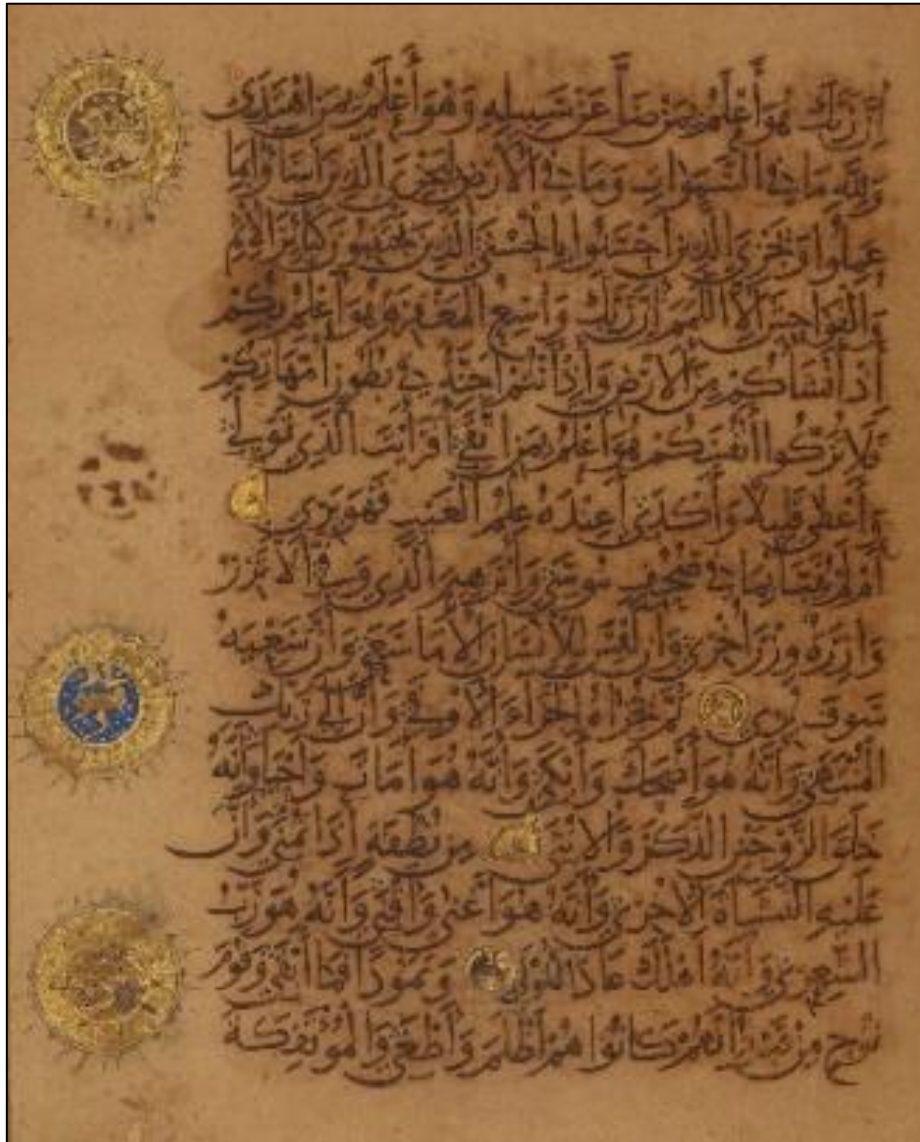 إن ربك هو أعلم بمن ضل عن سبيله وهو أعلم بمن اهتدى
ولله ما في السموات وما في الأرض ليجزي الذين أساؤا بما
عملوا ويجزي الذين أحسنوا بالحسنى الذين يجتنبون كبائر الإثم
والفواحش إلا اللمم إن ربك واسع المغفرة هو أعلم بكم
إذ أنشأكم من الأرض وإذ أنتم أجنة في بطون أمهاتكم
فلا تزكوا أنفسكم هو أعلم بمن اتقى أفرأيت الذي تولى
وأعطى قليلا وأكدى أعنده علم الغيب فهو يرى
أم لم ينبأ بما في صحف موسى وإبرهيم الذي وفى ألا تزر
وازرة وزر أخرى وأن ليس للإنسان إلا ما سعى وأن سعيه
سوف يرى ثم يجزاه الجزاء الأوفى وأن إلى ربك
المنتهى وأنه هو أضحك وأبكى وأنه هو أمات وأحيا وأنه
خلق الزوجين الذكر والأنثى من نطفة إذا تمنى وأن
عليه النشأة الأخرى وأنه هو أغنى وأقنى وأنه هو رب
الشعرى وأنه أهلك عادا لولى وثمودا فما أبقى وقوم
نوح من قبل إنهم كانوا هم أظلم وأطغى والمؤتفكة